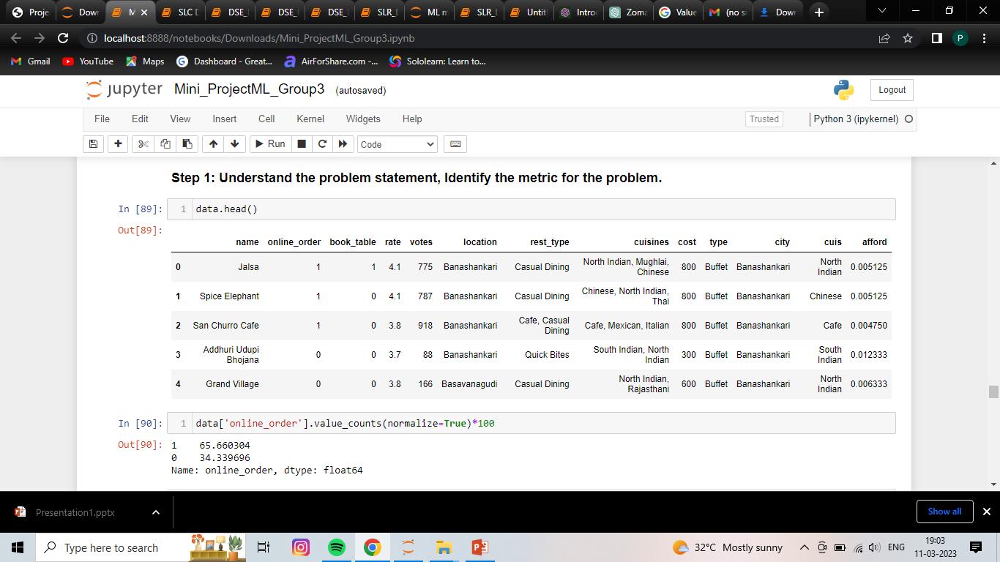 Proje Down M SLC D DSE_ DSE_ DSE_ SLR_D ML m SLR_L Untit Intro Zoma Value (no s Down
localhost:8888/notebooks/Downloads/Mini_ProjectML_Group3.ipynb P
Gmail YouTube Maps Dashboard - Great... AirForShare.com -... Sololearn: Learn to...
jupyter Mini_ProjectML_Group3 (autosaved) Logout
File Edit View Insert Cell Kernel Widgets Help Trusted Python 3 (ipykernel)
Run Code
Step 1: Understand the problem statement, Identify the metric for the problem.
In [89]: 1 data.head()
Out[89]:
name online_order book_table rate votes location rest_type cuisines cost type city cuis afford
0 Jalsa 1 1 4.1 775 Banashankari Casual Dining North Indian, Mughlai, Chinese 800 Buffet Banashankari North Indian 0.005125
1 Spice Elephant 1 0 4.1 787 Banashankari Casual Dining Chinese, North Indian, Thai 800 Buffet Banashankari Chinese 0.005125
2 San Churro Cafe 1 0 3.8 918 Banashankari Cafe, Casual Dining Cafe, Mexican, Italian 800 Buffet Banashankari Cafe 0.004750
3 Addhuri Udupi Bhojana 0 0 3.7 88 Banashankari Quick Bites South Indian, North Indian 300 Buffet Banashankari South Indian 0.012333
4 Grand Village 0 0 3.8 166 Basavanagudi Casual Dining North Indian, Rajasthani 600 Buffet Banashankari North Indian 0.006333
In [90]: 1 data['online_order'].value_counts(normalize=True)*100
Out[90]: 1 65.660304
0 34.339696
Name: online_order, dtype: float64
Presentation1.pptx Show all
Type here to search 32°C Mostly sunny ENG 19:03
11-03-2023